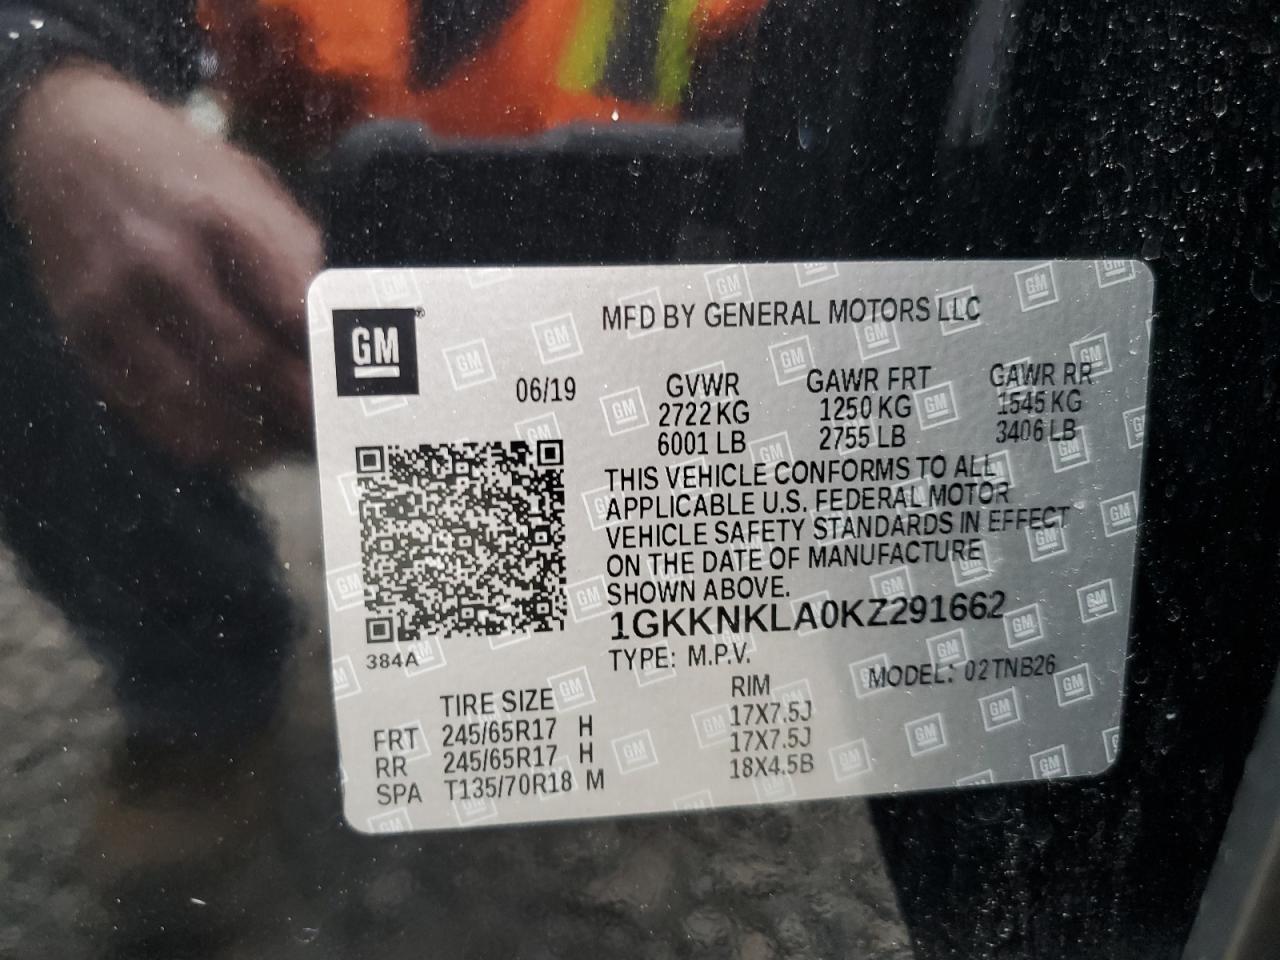 GM
MFD BY GENERAL MOTORS LLC
06/19
GVWR GAWR FRT GAWR RR
2722 KG 1250 KG 1545 KG
6001 LB 2755 LB 3406 LB
THIS VEHICLE CONFORMS TO ALL
APPLICABLE U.S. FEDERAL MOTOR
VEHICLE SAFETY STANDARDS IN EFFECT
ON THE DATE OF MANUFACTURE
SHOWN ABOVE.
1GKKNKLA0KZ291662
384A
TYPE: M.P.V. MODEL: 02TNB26
TIRE SIZE RIM
FRT 245/65R17 H 17X7.5J
RR 245/65R17 H 17X7.5J
SPA T135/70R18 M 18X4.5B